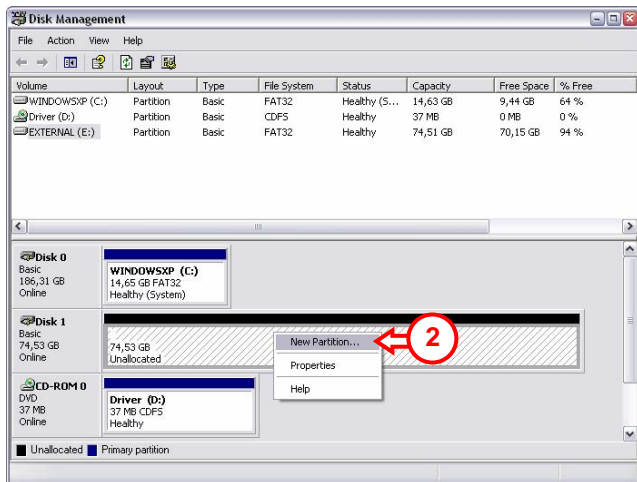 Disk Management
File Action View Help
Volume Layout Type File System Status Capacity Free Space % Free
WINDOWSXP (C:) Partition Basic FAT32 Healthy (S... 14,63 GB 9,44 GB 64 %
Driver (D:) Partition Basic CDFS Healthy 37 MB 0 MB 0 %
EXTERNAL (E:) Partition Basic FAT32 Healthy 74,51 GB 70,15 GB 94 %
Disk 0
Basic
186,31 GB
Online
WINDOWSXP (C:)
14,65 GB FAT32
Healthy (System)
Disk 1
Basic
74,53 GB
Online
74,53 GB
Unallocated
New Partition...
Properties
Help
2
CD-ROM 0
DVD
37 MB
Online
Driver (D:)
37 MB CDFS
Healthy
Unallocated Primary partition